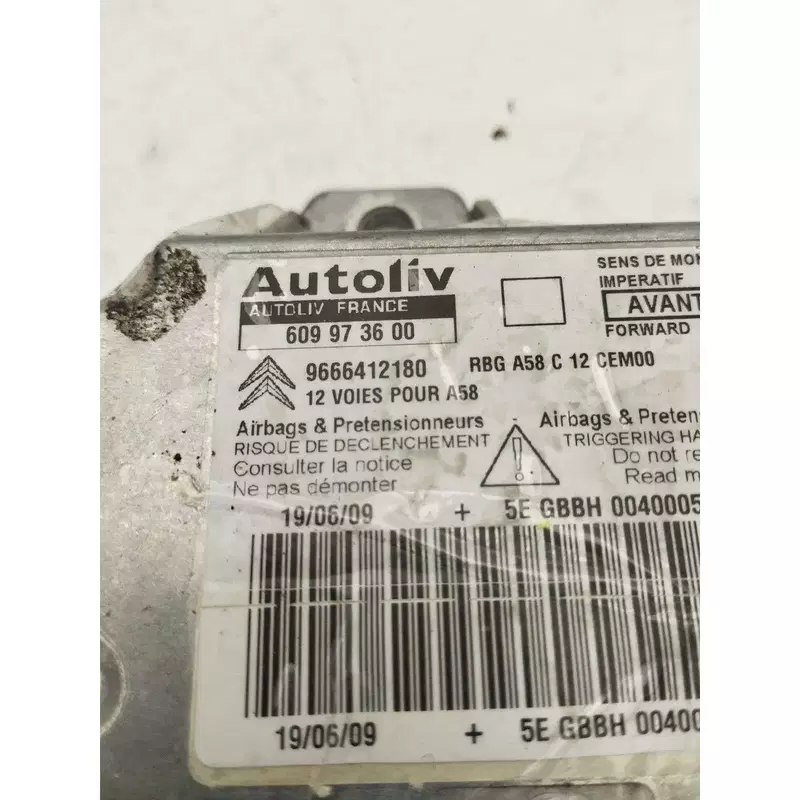 Autoliv
AUTOLIV FRANCE
609 97 36 00
SENS DE MON
IMPERATIF
AVANT
FORWARD
9666412180 RBG A58 C 12 CEM00
12 VOIES POUR A58
Airbags & Pretensionneurs
RISQUE DE DECLENCHEMENT
Consulter la notice
Ne pas démonter
!
Airbags & Preten
TRIGGERING HA
Do not re
Read m
19/06/09 + 5E GBBH 0040005
19/06/09 + 5E GBBH 00400